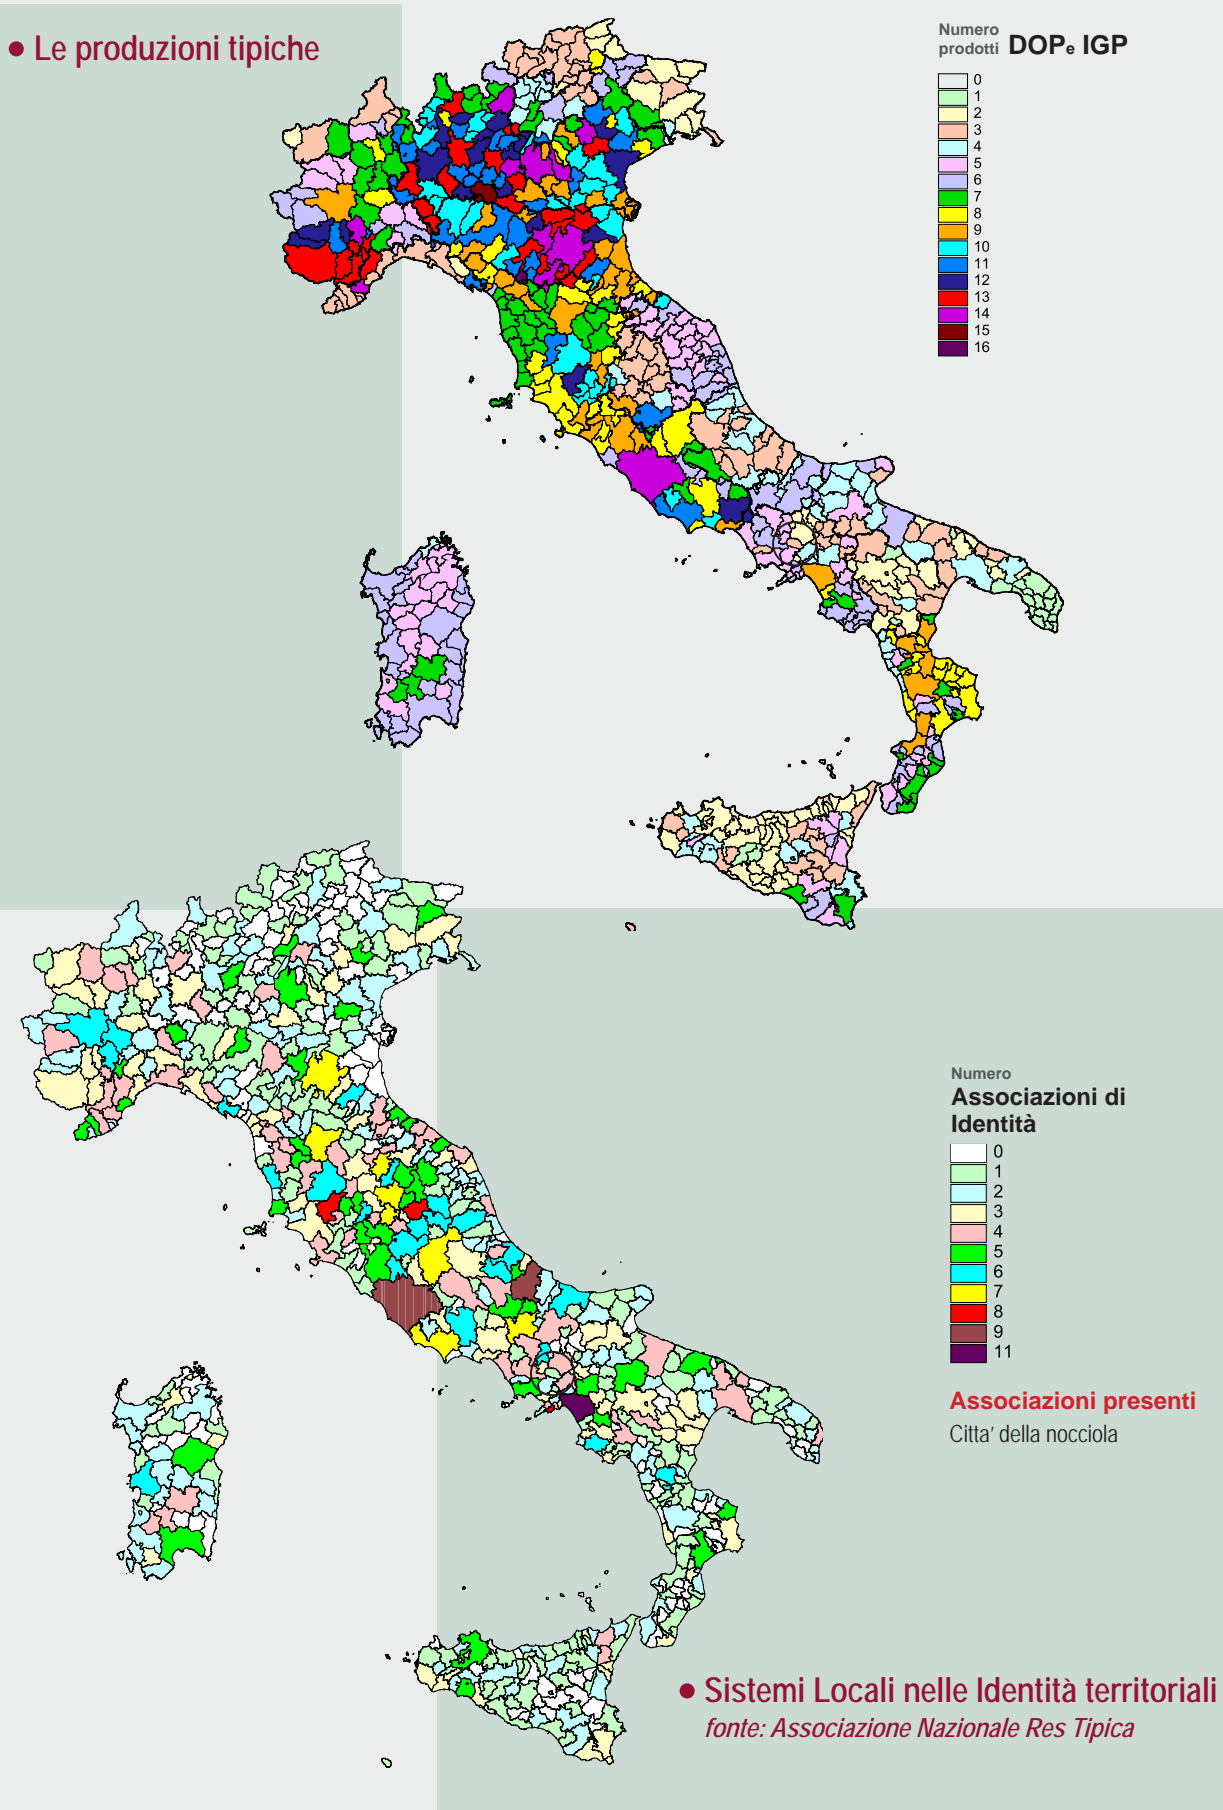 • Le produzioni tipiche
Numero
prodotti DOPe IGP
0
1
2
3
4
5
6
7
8
9
10
11
12
13
14
15
16
Numero
Associazioni di
Identità
0
1
2
3
4
5
6
7
8
9
11
Associazioni presenti
Citta' della nocciola
• Sistemi Locali nelle Identità territoriali
fonte: Associazione Nazionale Res Tipica